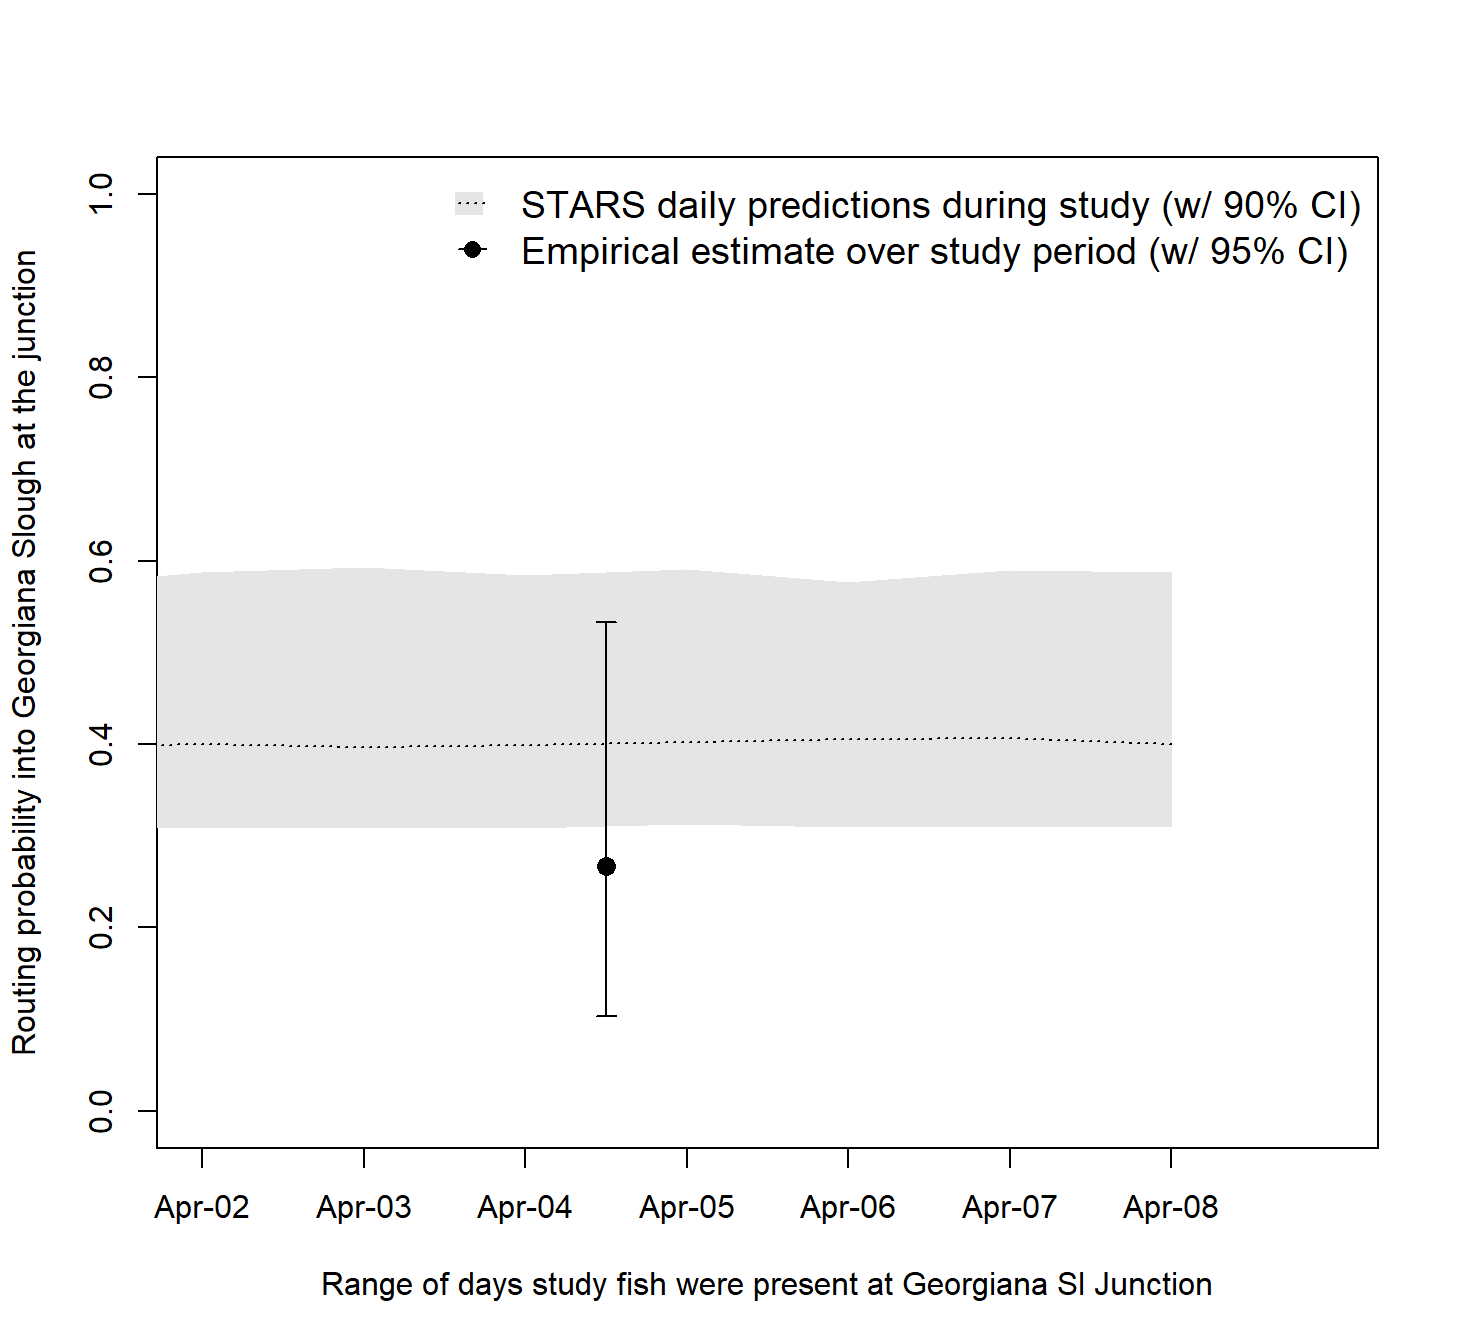 STARS daily predictions during study (w/ 90% CI)
Empirical estimate over study period (w/ 95% CI)
Routing probability into Georgiana Slough at the junction
1.0
0.8
0.6
0.4
0.2
0.0
Apr-02 Apr-03 Apr-04 Apr-05 Apr-06 Apr-07 Apr-08
Range of days study fish were present at Georgiana Sl Junction